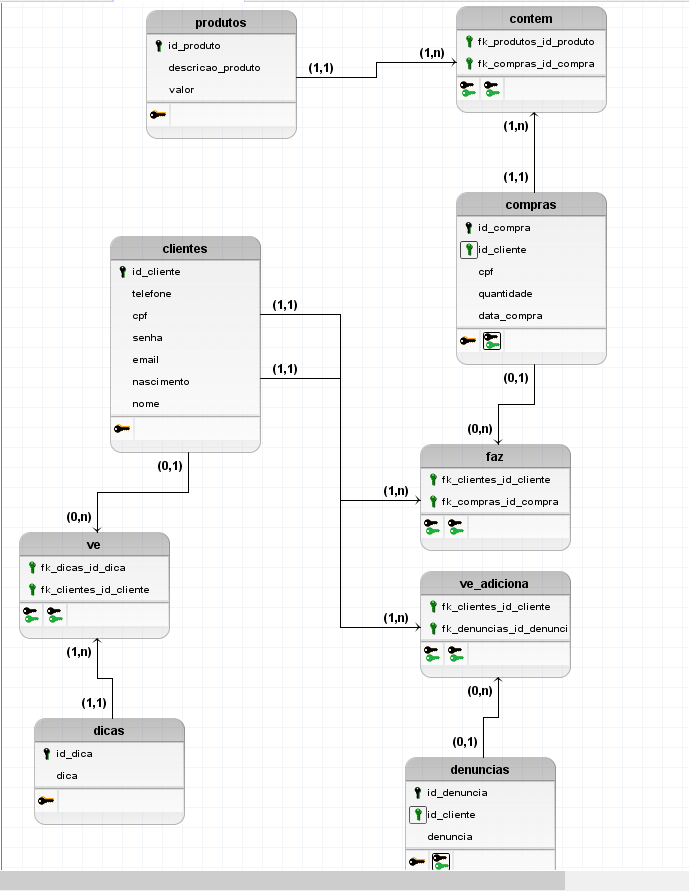 produtos
id_produto
descricao_produto
valor
(1,1)
(1,n)
contem
fk_produtos_id_produto
fk_compras_id_compra
(1,n)
(1,1)
compras
id_compra
id_cliente
cpf
quantidade
data_compra
clientes
id_cliente
telefone
cpf
senha
email
nascimento
nome
(1,1)
(1,1)
(0,1)
(0,n)
(0,1)
(0,n)
faz
fk_clientes_id_cliente
fk_compras_id_compra
(1,n)
ve
fk_dicas_id_dica
fk_clientes_id_cliente
ve_adiciona
fk_clientes_id_cliente
fk_denuncias_id_denunci
(1,n)
(1,n)
(1,1)
dicas
id_dica
dica
(0,n)
(0,1)
denuncias
id_denuncia
id_cliente
denuncia